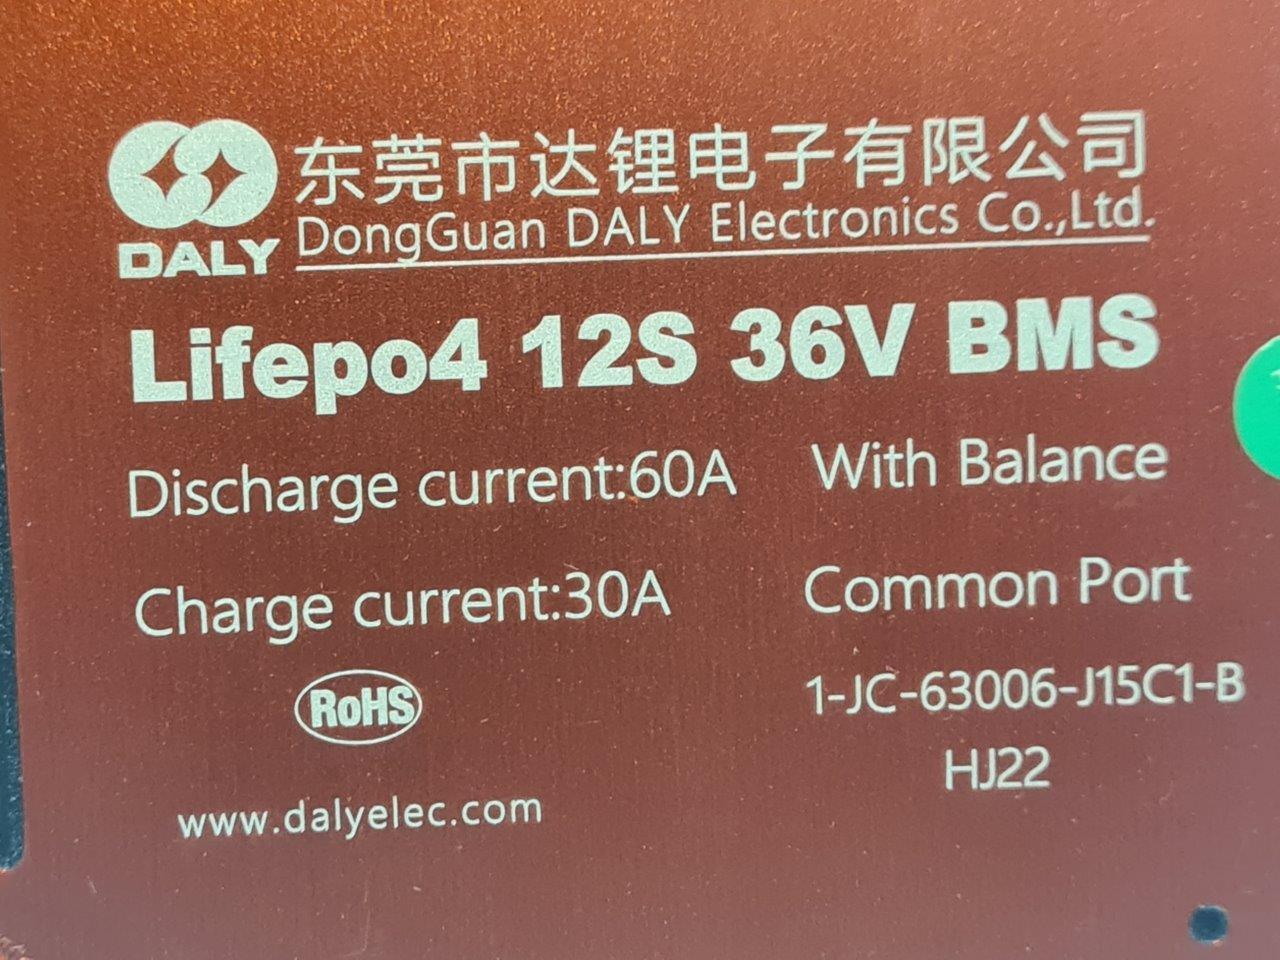 东莞市达锂电子有限公司
DALY
DongGuan DALY Electronics Co.,Ltd.
Lifepo4 12S 36V BMS
Discharge current:60A With Balance
Charge current:30A Common Port
RoHS
1-JC-63006-J15C1-B
HJ22
www.dalyelec.com